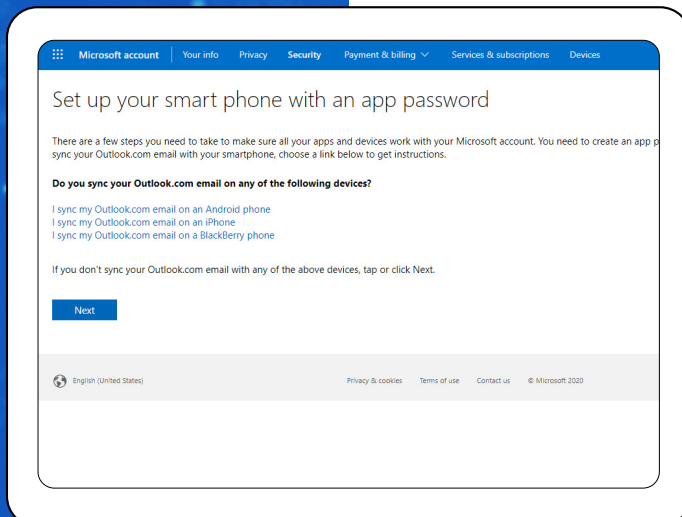 Microsoft account Your info Privacy Security Payment & billing Services & subscriptions Devices
Set up your smart phone with an app password
There are a few steps you need to take to make sure all your apps and devices work with your Microsoft account. You need to create an app p
sync your Outlook.com email with your smartphone, choose a link below to get instructions.
Do you sync your Outlook.com email on any of the following devices?
I sync my Outlook.com email on an Android phone
I sync my Outlook.com email on an iPhone
I sync my Outlook.com email on a BlackBerry phone
If you don't sync your Outlook.com email with any of the above devices, tap or click Next.
Next
English (United States) Privacy & cookies Terms of use Contact us © Microsoft 2020